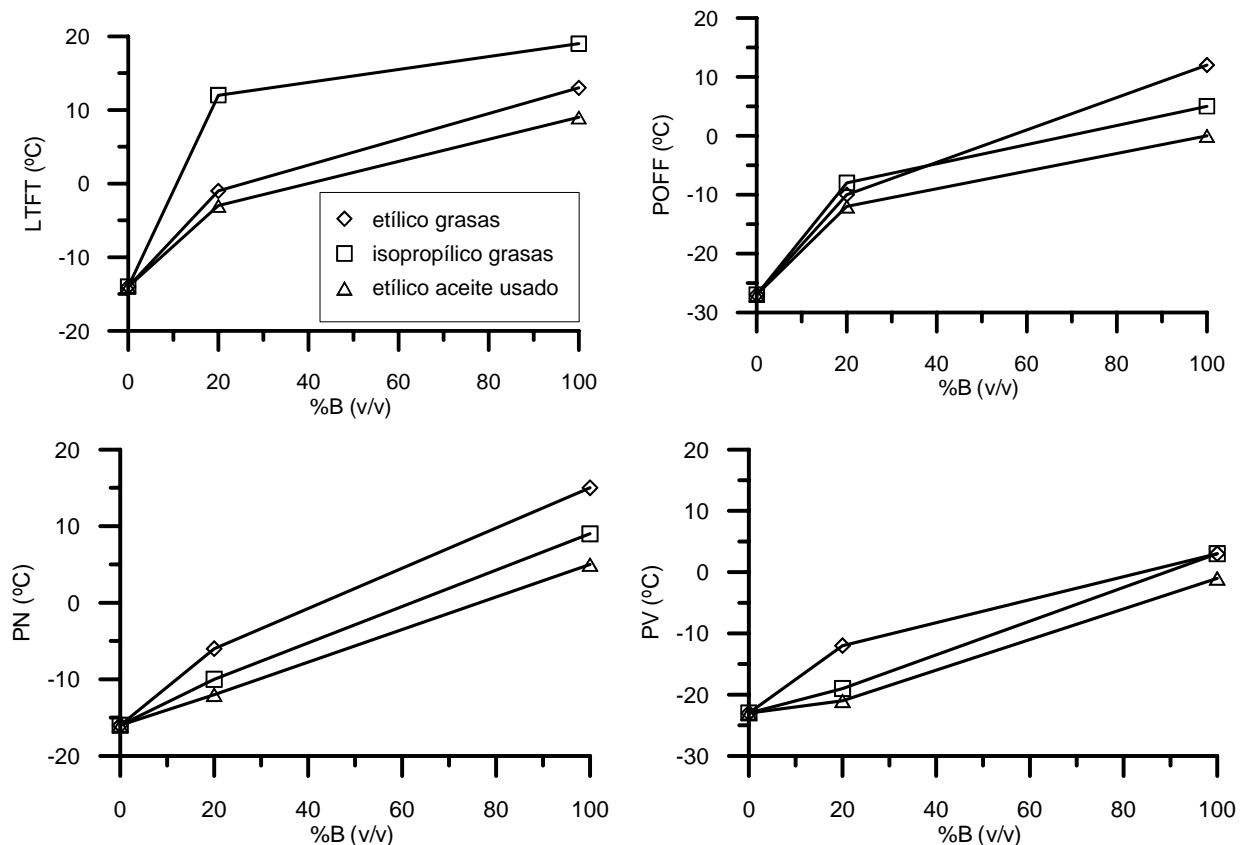 20
10
0
-10
-20
LTFT (ºC)
etílico grasas
isopropílico grasas
etílico aceite usado
0 20 40 60 80 100
%B (v/v)
20
10
0
-10
-20
-30
POFF (ºC)
0 20 40 60 80 100
%B (v/v)
20
10
0
-10
-20
PN (ºC)
0 20 40 60 80 100
%B (v/v)
20
10
0
-10
-20
-30
PV (ºC)
0 20 40 60 80 100
%B (v/v)